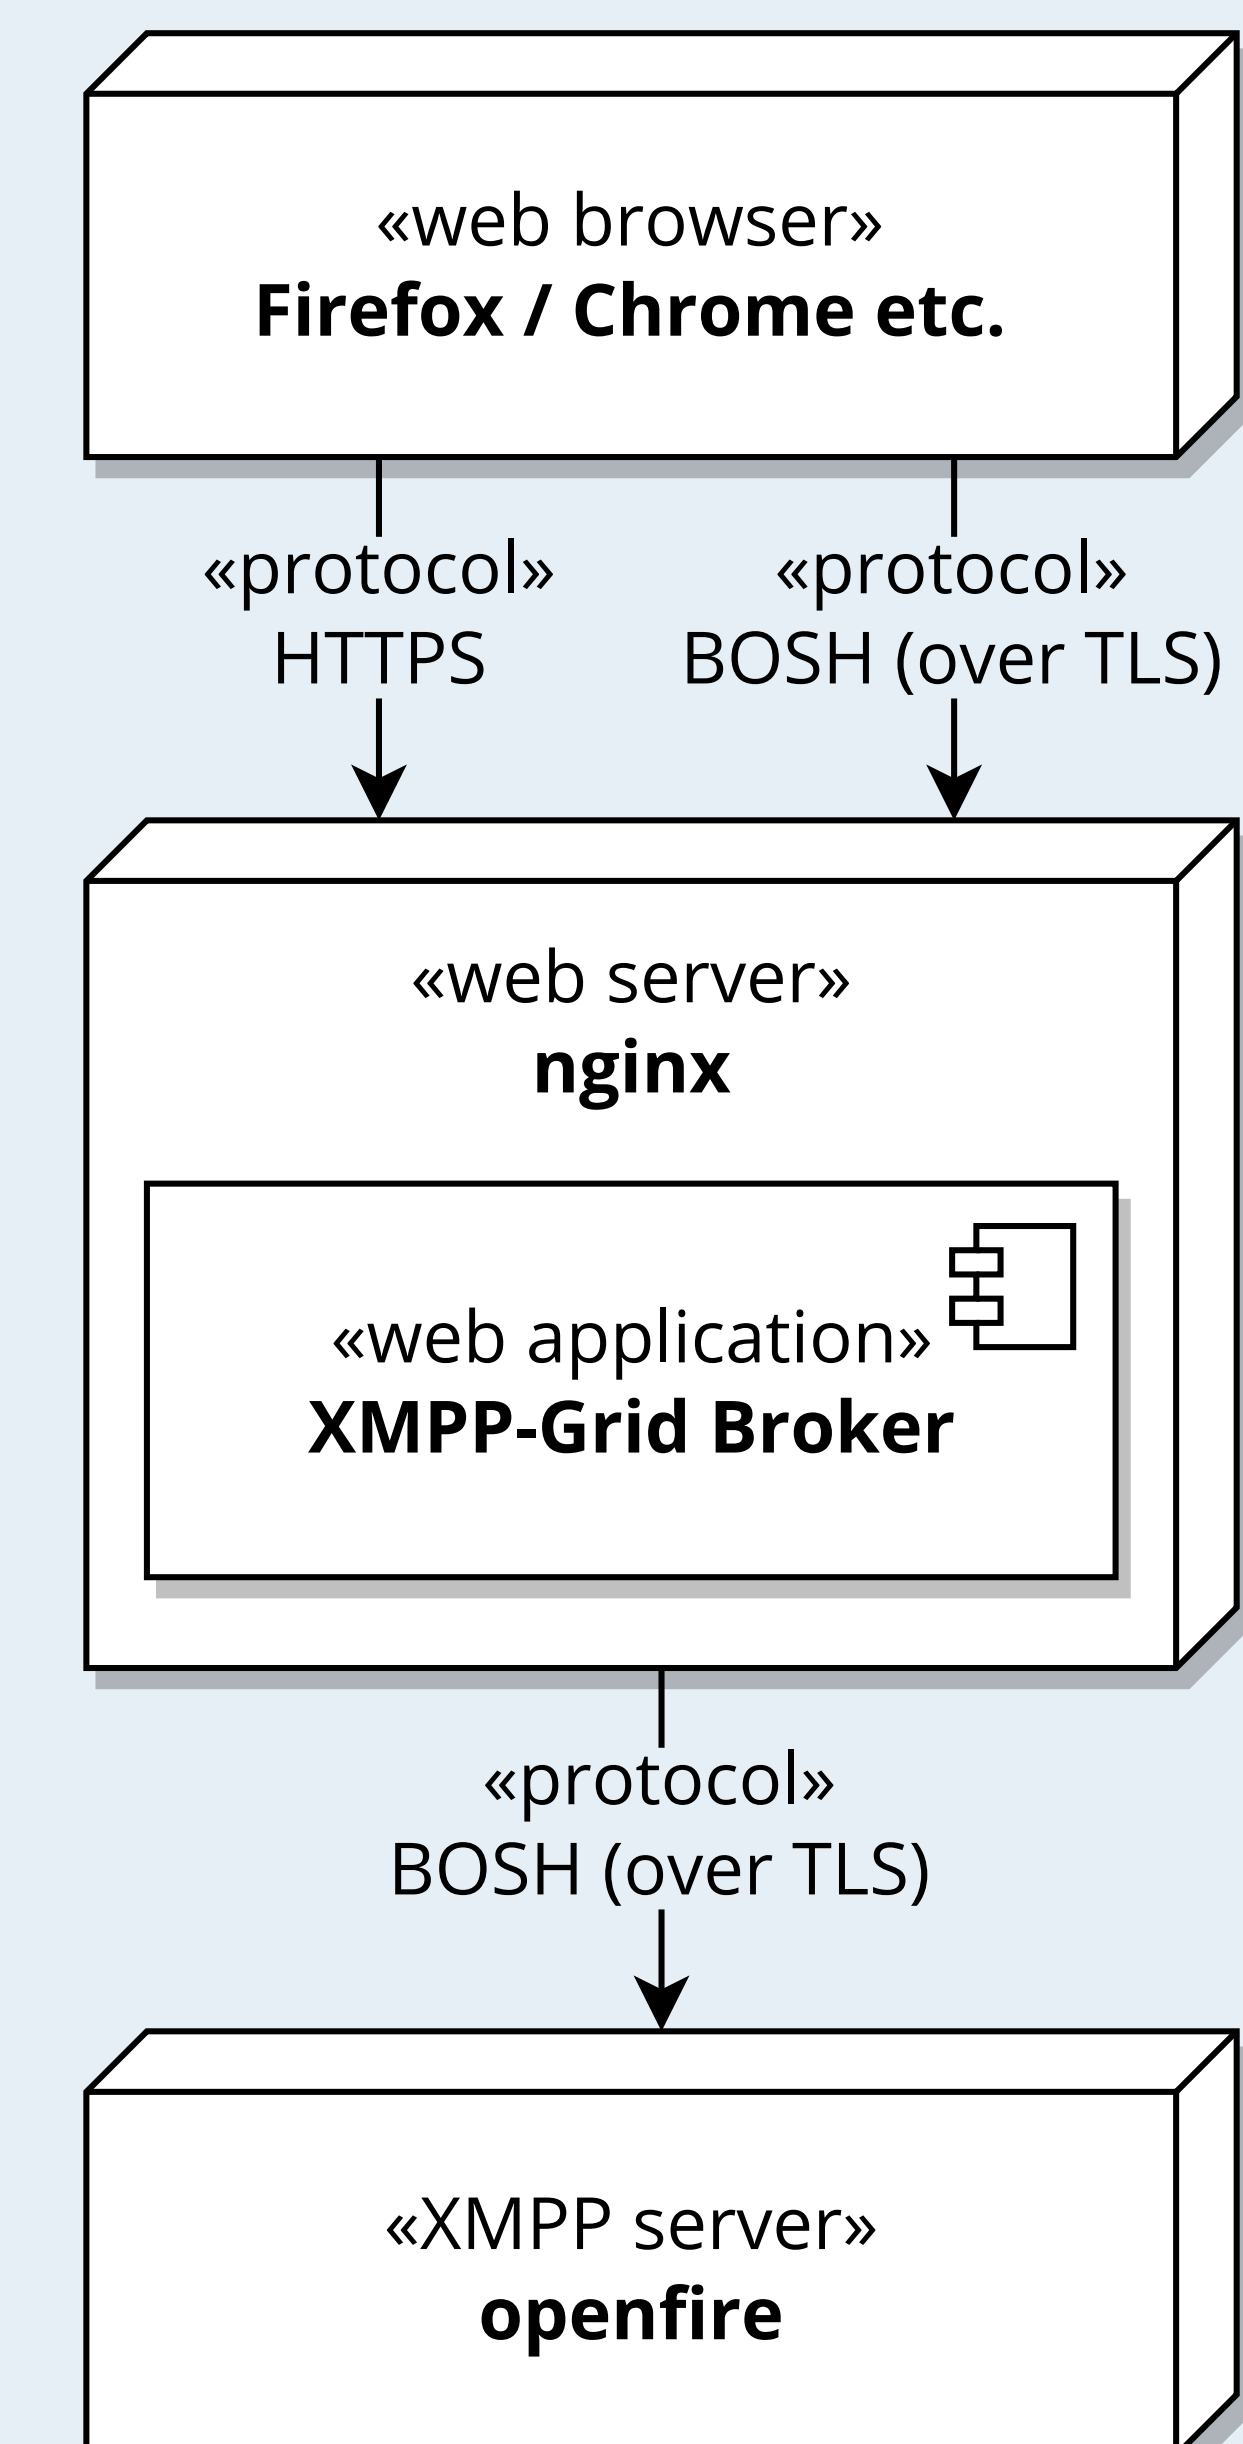 «web browser»
Firefox / Chrome etc.
«protocol»
HTTPS
«protocol»
BOSH (over TLS)
«web server»
nginx
«web application»
XMPP-Grid Broker
«protocol»
BOSH (over TLS)
«XMPP server»
openfire